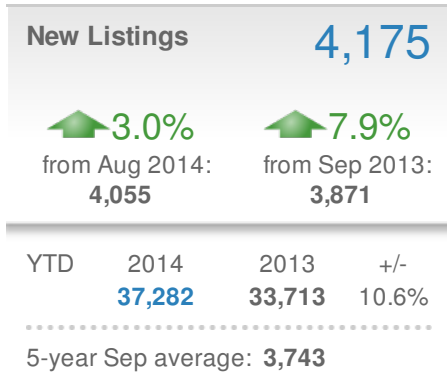 New Listings 4,175
3.0% 7.9%
from Aug 2014: from Sep 2013:
4,055 3,871
YTD 2014 2013 +/-
37,282 33,713 10.6%
5-year Sep average: 3,743